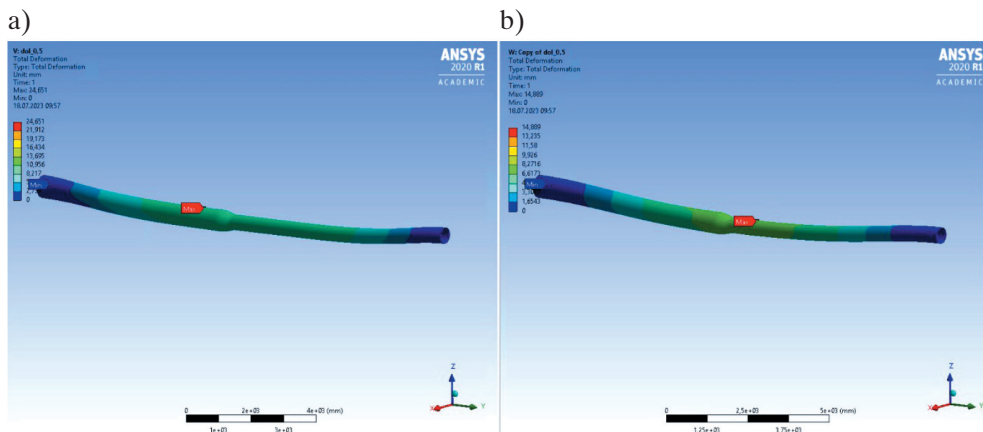 a)
b)
V: dol_0,5
Total Deformation
Type: Total Deformation
Unit: mm
Time: 1
Max: 24,651
Min: 0
18.07.2023 09:57
24,651
21,912
19,173
16,434
13,695
10,956
8,217
0
Min
Max
ANSYS
2020 R1
ACADEMIC
Z
X
Y
0
2e+03
4e+03 (mm)
1e+03
3e+03
W: Copy of dol_0,5
Total Deformation
Type: Total Deformation
Unit: mm
Time: 1
Max: 14,889
Min: 0
18.07.2023 09:57
14,889
13,235
11,58
9,926
8,2716
6,6173
1,6543
0
Min
Max
ANSYS
2020 R1
ACADEMIC
Z
X
Y
0
2,5e+03
5e+03 (mm)
1,25e+03
3,75e+03